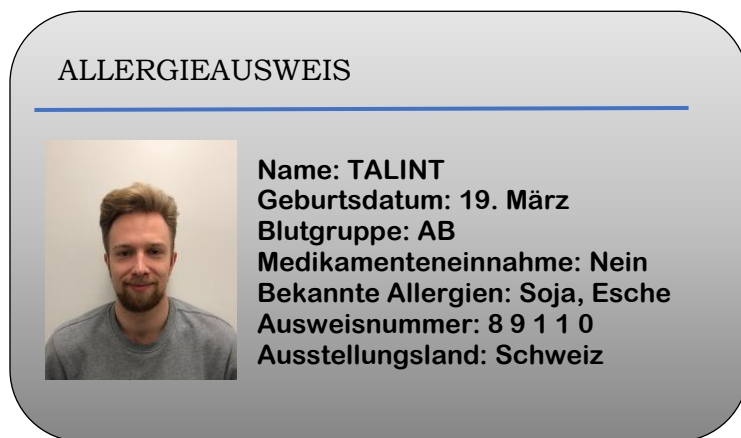 ALLERGIEAUSWEIS
Name: TALINT
Geburtsdatum: 19. März
Blutgruppe: AB
Medikamenteneinnahme: Nein
Bekannte Allergien: Soja, Esche
Ausweisnummer: 8 9 1 1 0
Ausstellungsland: Schweiz